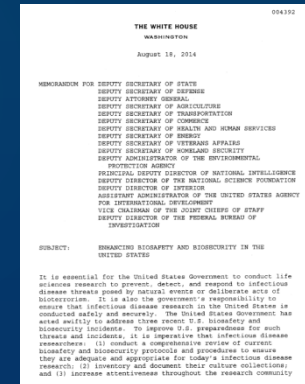 004392
THE WHITE HOUSE
WASHINGTON
August 18, 2014
MEMORANDUM FOR DEPUTY SECRETARY OF STATE
DEPUTY SECRETARY OF DEFENSE
DEPUTY ATTORNEY GENERAL
DEPUTY SECRETARY OF AGRICULTURE
DEPUTY SECRETARY OF TRANSPORTATION
DEPUTY SECRETARY OF COMMERCE
DEPUTY SECRETARY OF HEALTH AND HUMAN SERVICES
DEPUTY SECRETARY OF ENERGY
DEPUTY SECRETARY OF VETERANS AFFAIRS
DEPUTY SECRETARY OF HOMELAND SECURITY
DEPUTY ADMINISTRATOR OF THE ENVIRONMENTAL
PROTECTION AGENCY
PRINCIPAL DEPUTY DIRECTOR OF NATIONAL INTELLIGENCE
DEPUTY DIRECTOR OF THE NATIONAL SCIENCE FOUNDATION
DEPUTY DIRECTOR OF INTERIOR
ASSISTANT ADMINISTRATOR OF THE UNITED STATES AGENCY
FOR INTERNATIONAL DEVELOPMENT
VICE CHAIRMAN OF THE JOINT CHIEFS OF STAFF
DEPUTY DIRECTOR OF THE FEDERAL BUREAU OF
INVESTIGATION
SUBJECT: ENHANCING BIOSAFETY AND BIOSECURITY IN THE
UNITED STATES
It is essential for the United States Government to conduct life
sciences research to prevent, detect, and respond to infectious
disease threats posed by natural events or deliberate acts of
bioterrorism. It is also the government's responsibility to
ensure that infectious disease research in the United States is
conducted safely and securely. The United States Government has
acted swiftly to address three recent U.S. biosafety and
biosecurity incidents. To improve U.S. preparedness for such
threats and incidents, it is imperative that infectious disease
researchers: (1) conduct a comprehensive review of current
biosafety and biosecurity protocols and procedures to ensure
they are adequate and appropriate for today's infectious disease
research; (2) inventory and document their culture collections;
and (3) increase attentiveness throughout the research community